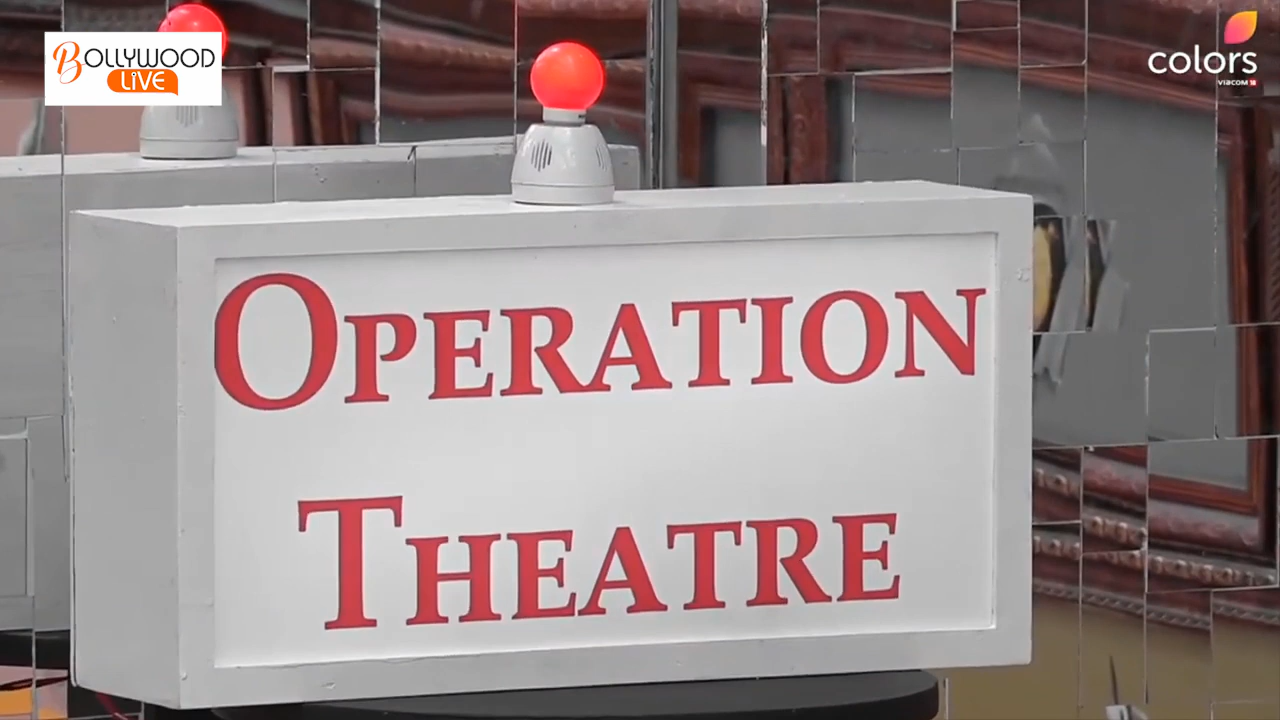 BOLLYWOOD
LIVE
colors
VIACOM 18
OPERATION
THEATRE